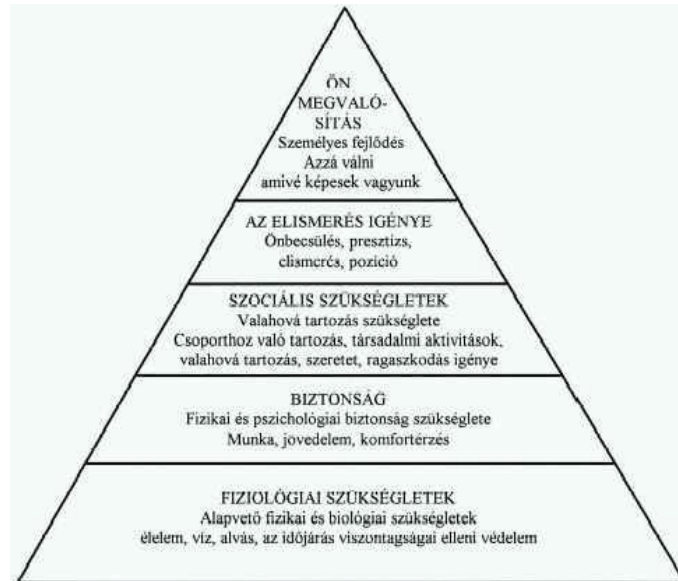 ÖN
MEGVALÓ-
SÍTÁS
Személyes fejlődés
Azzá válni
amivé képesek vagyunk
AZ ELISMERÉS IGÉNYE
Önbecsülés, presztízs,
elismerés, pozíció
SZOCIÁLIS SZÜKSÉGLETEK
Valahová tartozás szükséglete
Csoporthoz való tartozás, társadalmi aktivitások,
valahová tartozás, szeretet, ragaszkodás igénye
BIZTONSÁG
Fizikai és pszichológiai biztonság szükséglete
Munka, jovedelem, komfortérzés
FIZIOLÓGIAI SZÜKSÉGLETEK
Alapvető fizikai és biológiai szükségletek
élelem, víz, alvás, az időjárás viszontagságai elleni védelem